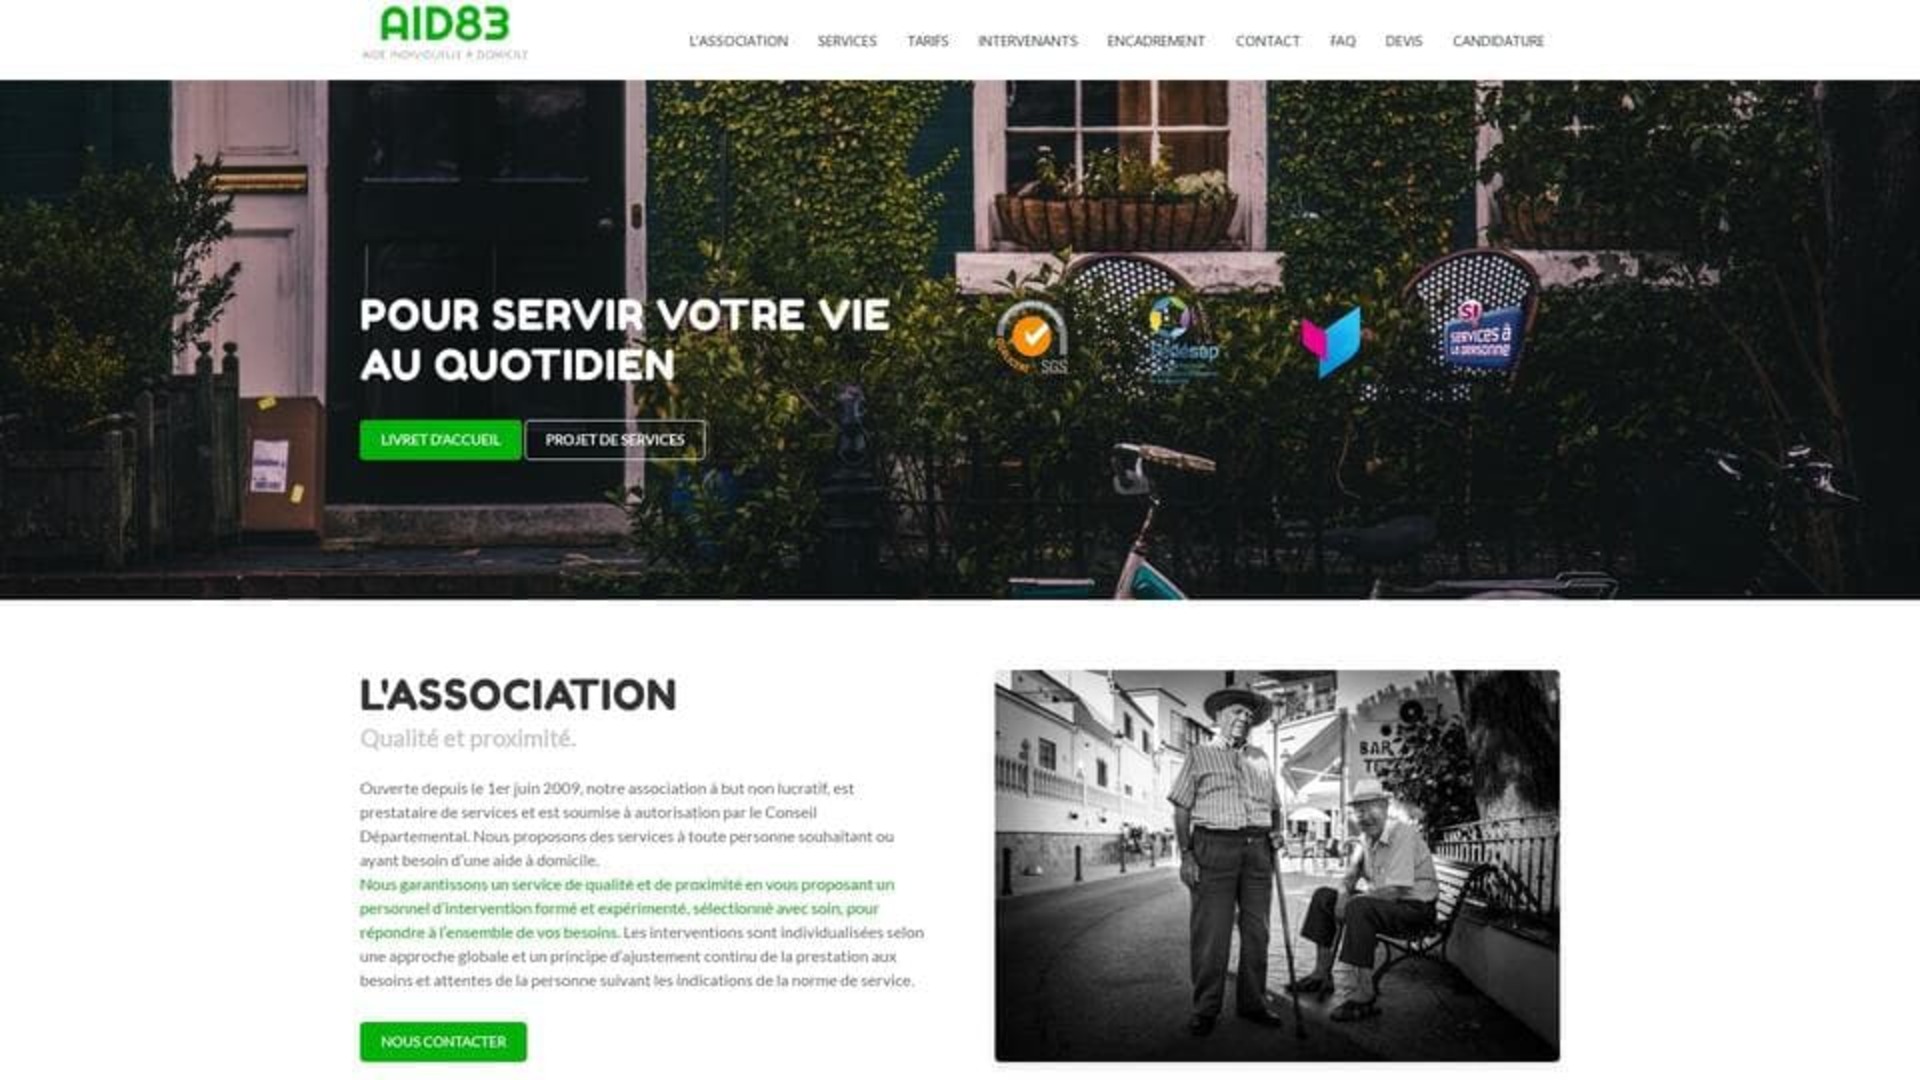 AID83
AIDE INDIVIDUELLE À DOMICILE
L'ASSOCIATION
SERVICES
TARIFS
INTERVENANTS
ENCADREMENT
CONTACT
FAQ
DEVIS
CANDIDATURE
POUR SERVIR VOTRE VIE
AU QUOTIDIEN
SGS
fédésap
services à
la personne
LIVRET D'ACCUEIL
PROJET DE SERVICES
L'ASSOCIATION
Qualité et proximité.
Ouverte depuis le 1er juin 2009, notre association à but non lucratif, est
prestataire de services et est soumise à autorisation par le Conseil
Départemental. Nous proposons des services à toute personne souhaitant ou
ayant besoin d'une aide à domicile.
Nous garantissons un service de qualité et de proximité en vous proposant un
personnel d'intervention formé et expérimenté, sélectionné avec soin, pour
répondre à l'ensemble de vos besoins. Les interventions sont individualisées selon
une approche globale et un principe d'ajustement continu de la prestation aux
besoins et attentes de la personne suivant les indications de la norme de service.
BAR
NOUS CONTACTER